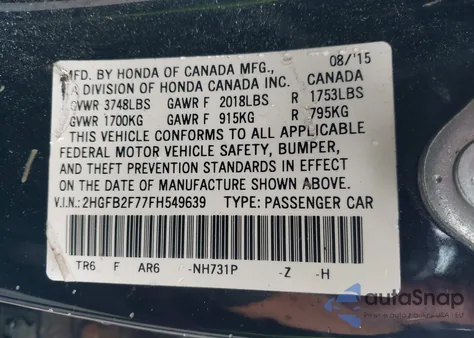 MFD. BY HONDA OF CANADA MFG., 08/'15
A DIVISION OF HONDA CANADA INC. CANADA
GVWR 3748LBS GAWR F 2018LBS R 1753LBS
GVWR 1700KG GAWR F 915KG R 795KG
THIS VEHICLE CONFORMS TO ALL APPLICABLE
FEDERAL MOTOR VEHICLE SAFETY, BUMPER,
AND THEFT PREVENTION STANDARDS IN EFFECT
ON THE DATE OF MANUFACTURE SHOWN ABOVE.
V.I.N.: 2HGFB2F77FH549639 TYPE: PASSENGER CAR
TR6 F AR6 -NH731P -Z -H
autaSnap